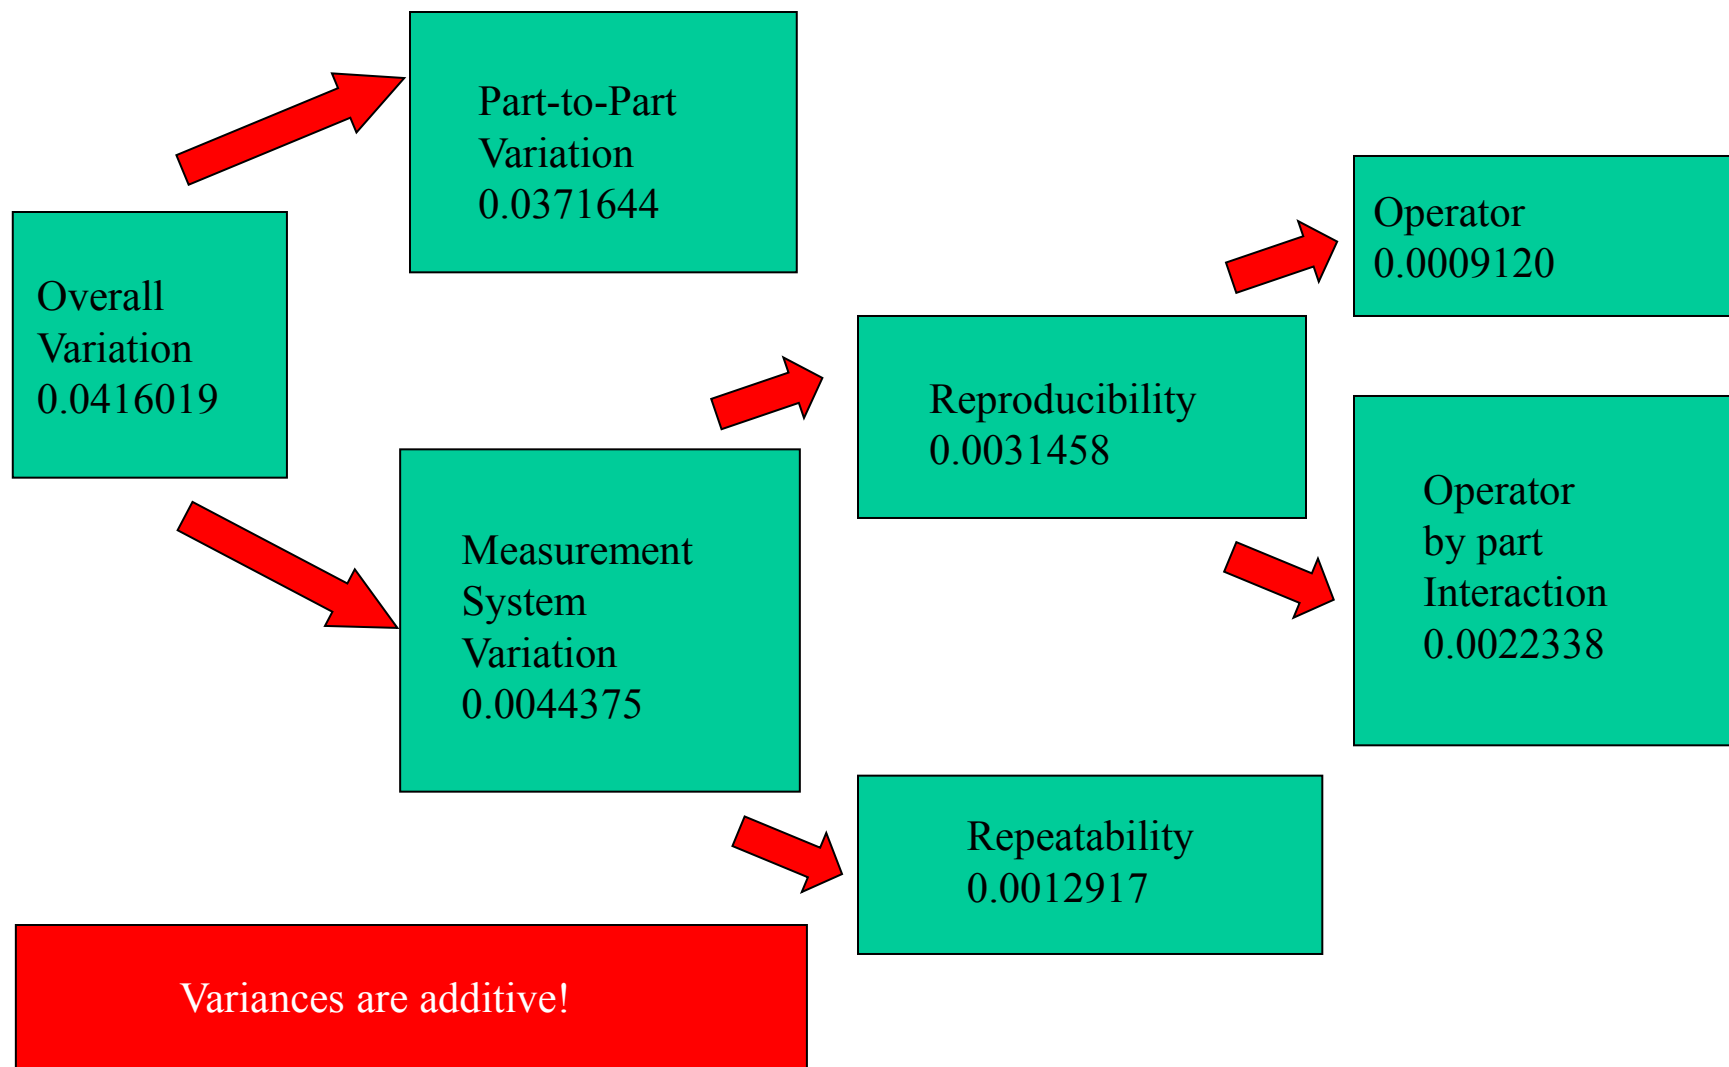 Part-to-Part
Variation
0.0371644
Overall
Variation
0.0416019
Measurement
System
Variation
0.0044375
Reproducibility
0.0031458
Operator
0.0009120
Operator
by part
Interaction
0.0022338
Repeatability
0.0012917
Variances are additive!